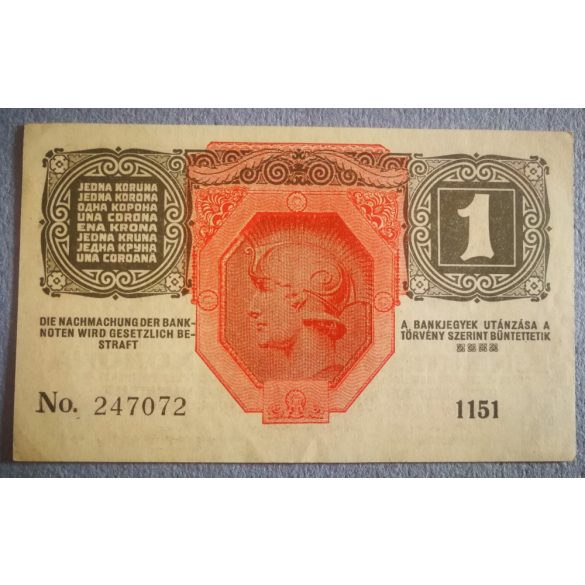 JEDNA KORUNA
JEDNA KORONA
ОДНА КОРОНА
UNA CORONA
ENA KRONA
JEDNA KRUNA
ЈЕДНА КРУНА
UNA COROANĂ
1
DIE NACHMACHUNG DER BANK-
NOTEN WIRD GESETZLICH BE-
STRAFT
A BANKJEGYEK UTÁNZÁSA A
TÖRVÉNY SZERINT BÜNTETTETIK
No. 247072
1151